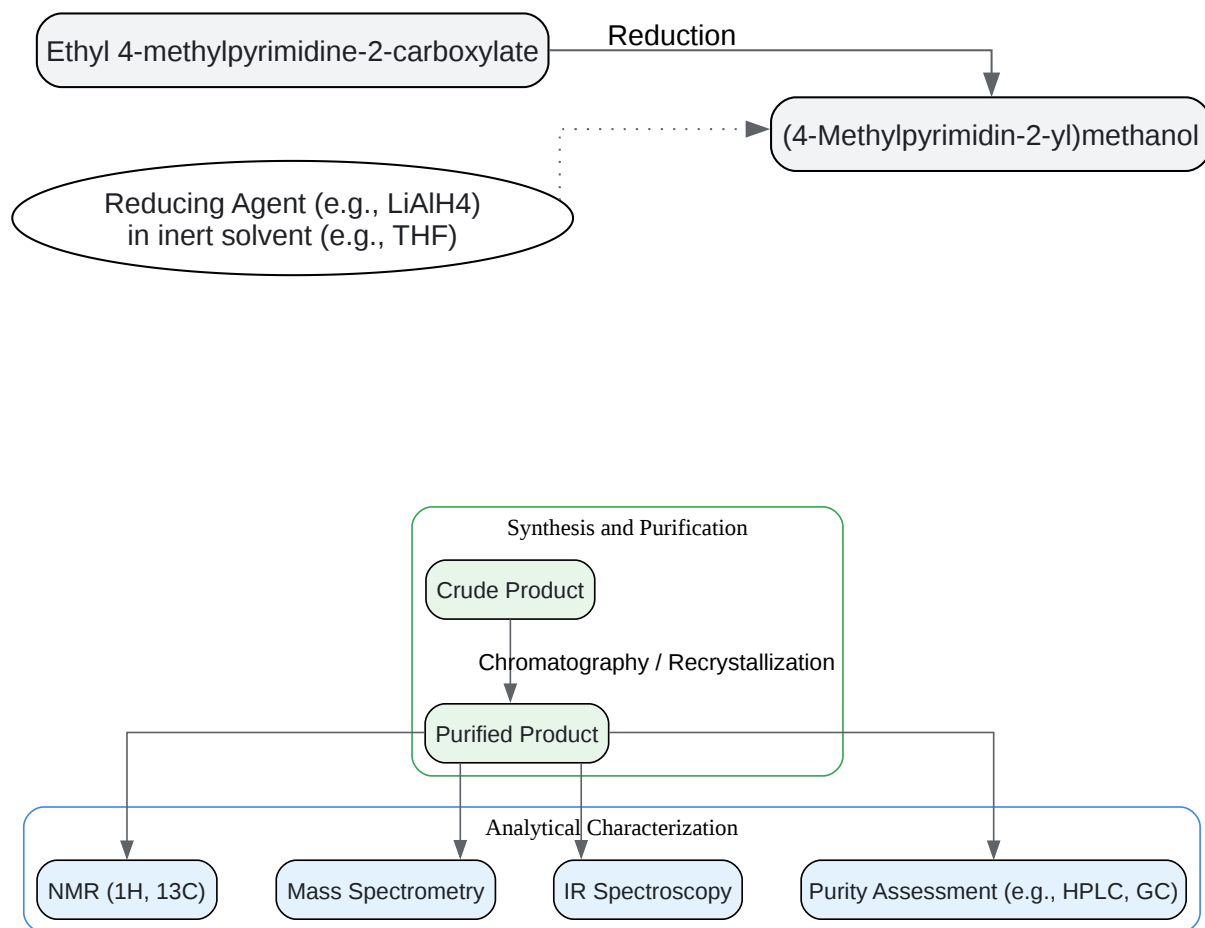 Ethyl 4-methylpyrimidine-2-carboxylate
Reduction
(4-Methylpyrimidin-2-yl)methanol
Reducing Agent (e.g., LiAlH4)
in inert solvent (e.g., THF)
Synthesis and Purification
Crude Product
Chromatography / Recrystallization
Purified Product
Analytical Characterization
NMR (1H, 13C)
Mass Spectrometry
IR Spectroscopy
Purity Assessment (e.g., HPLC, GC)